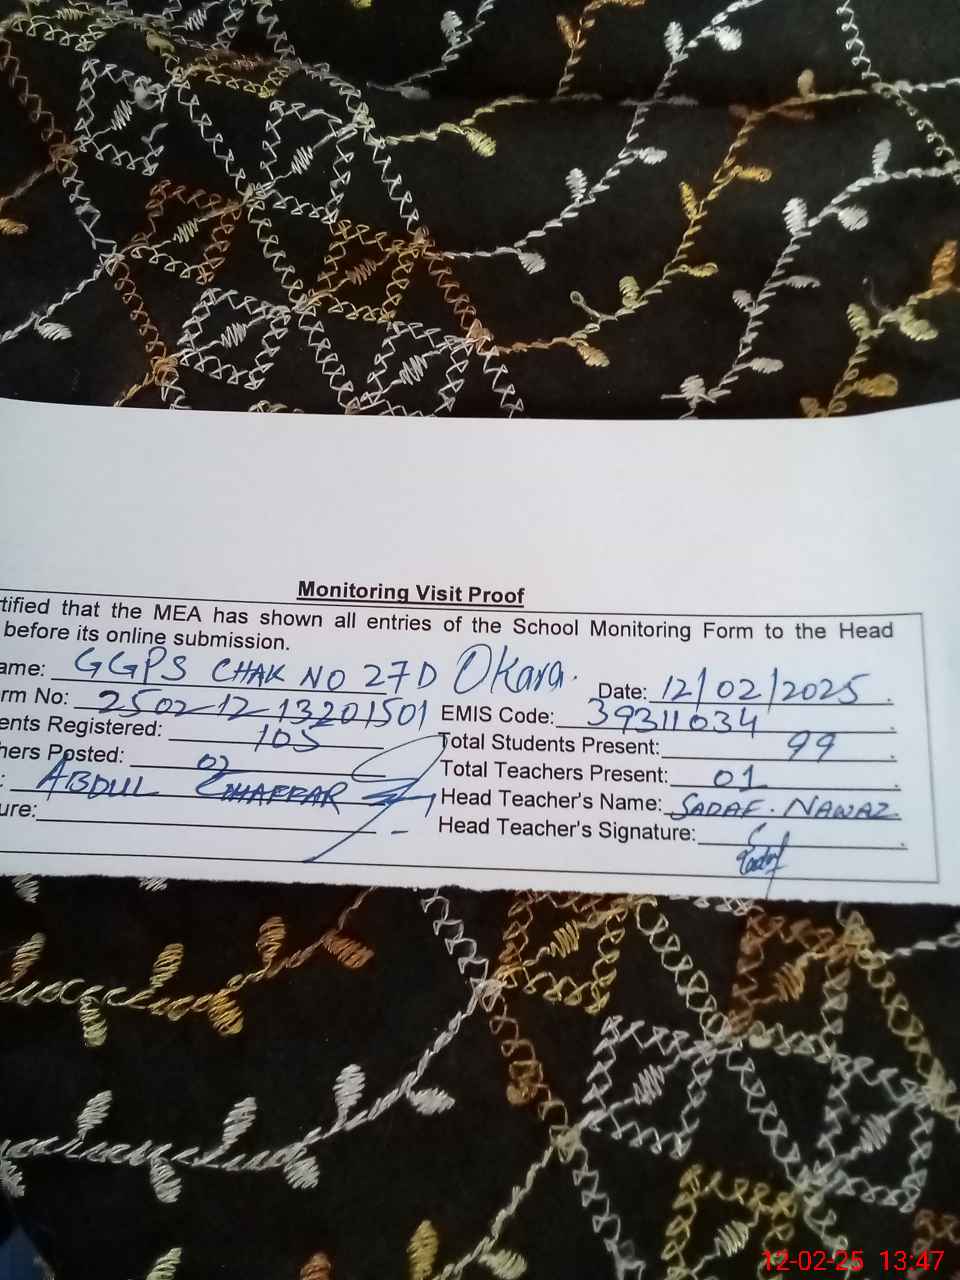 Monitoring Visit Proof
tified that the MEA has shown all entries of the School Monitoring Form to the Head
before its online submission.
ame: GGPS CHAK NO 27D Okara. Date: 12/02/2025.
rm No: 2502-12-13201501 EMIS Code: 39311034
ents Registered: 105 Total Students Present: 99.
hers Posted: 02 Total Teachers Present: 01.
: ABDUL GHAFFAR Head Teacher's Name: SADAF. NAWAZ.
ure: Head Teacher's Signature:
12-02-25 13:47